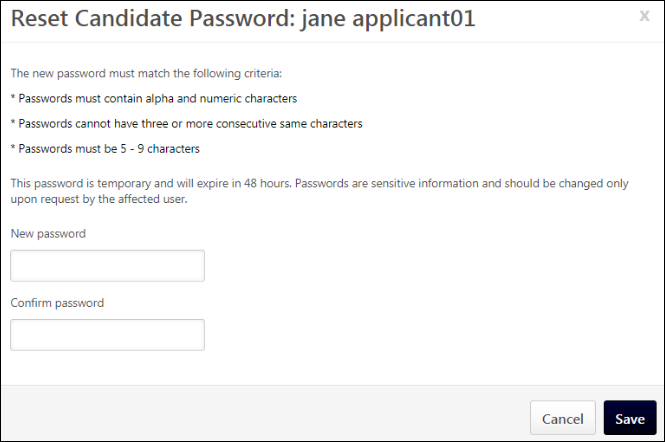 Reset Candidate Password: jane applicant01
x
The new password must match the following criteria:
* Passwords must contain alpha and numeric characters
* Passwords cannot have three or more consecutive same characters
* Passwords must be 5 - 9 characters
This password is temporary and will expire in 48 hours. Passwords are sensitive information and should be changed only
upon request by the affected user.
New password
Confirm password
Cancel
Save